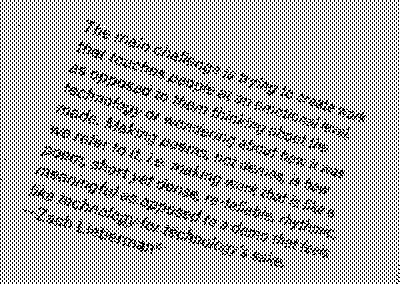 The main challenge is trying to create work
that touches people at an emotional level
as opposed to them thinking about the
technology or wondering about how it was
made. Making poems, not demos, is how
we refer to it, i.e. making work that is like a
poem, short yet dense, re-tellable, rhythmic,
meaningful as opposed to a demo that feels
like technology for technology's sake.
--Zach Lieberman